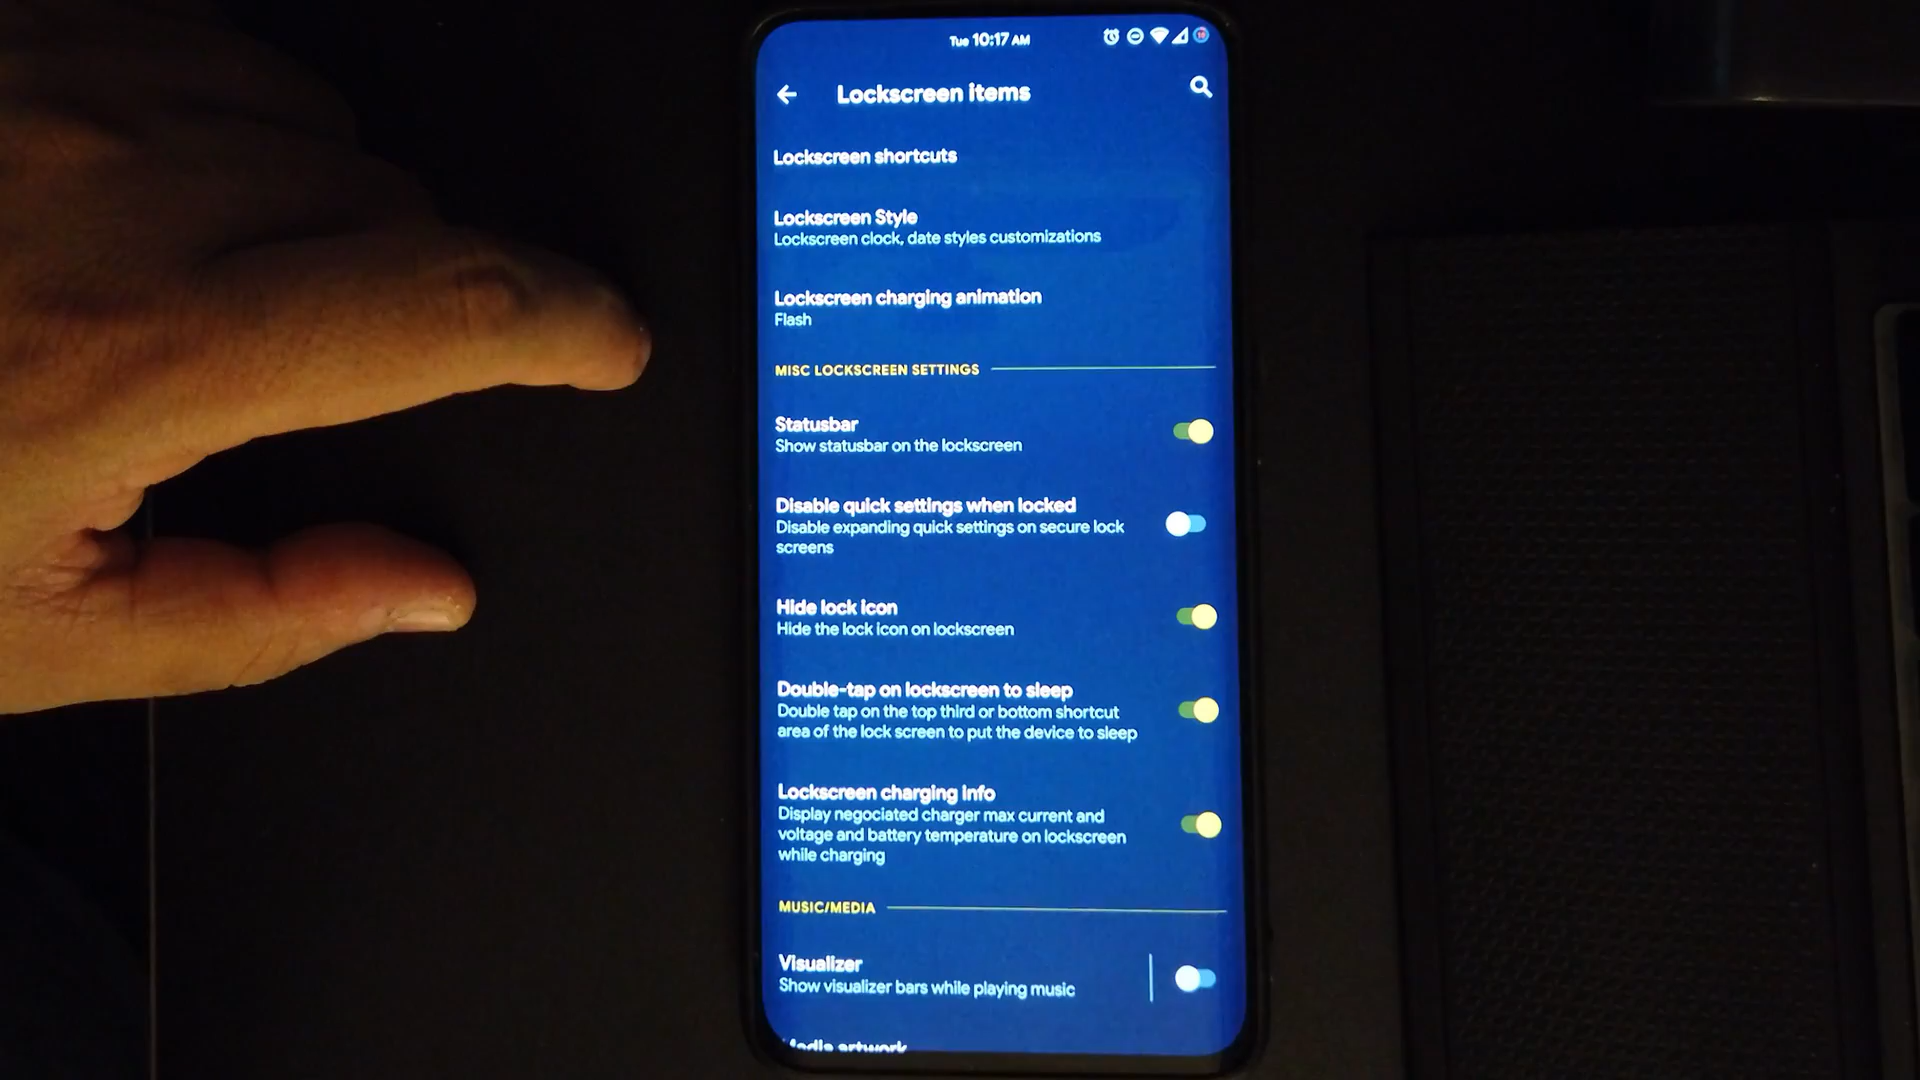 Tue 10:17 AM
Lockscreen items
Lockscreen shortcuts
Lockscreen Style
Lockscreen clock, date styles customizations
Lockscreen charging animation
Flash
MISC LOCKSCREEN SETTINGS
Statusbar
Show statusbar on the lockscreen
Disable quick settings when locked
Disable expanding quick settings on secure lock
screens
Hide lock icon
Hide the lock icon on lockscreen
Double-tap on lockscreen to sleep
Double tap on the top third or bottom shortcut
area of the lock screen to put the device to sleep
Lockscreen charging info
Display negociated charger max current and
voltage and battery temperature on lockscreen
while charging
MUSIC/MEDIA
Visualizer
Show visualizer bars while playing music
Media artwork